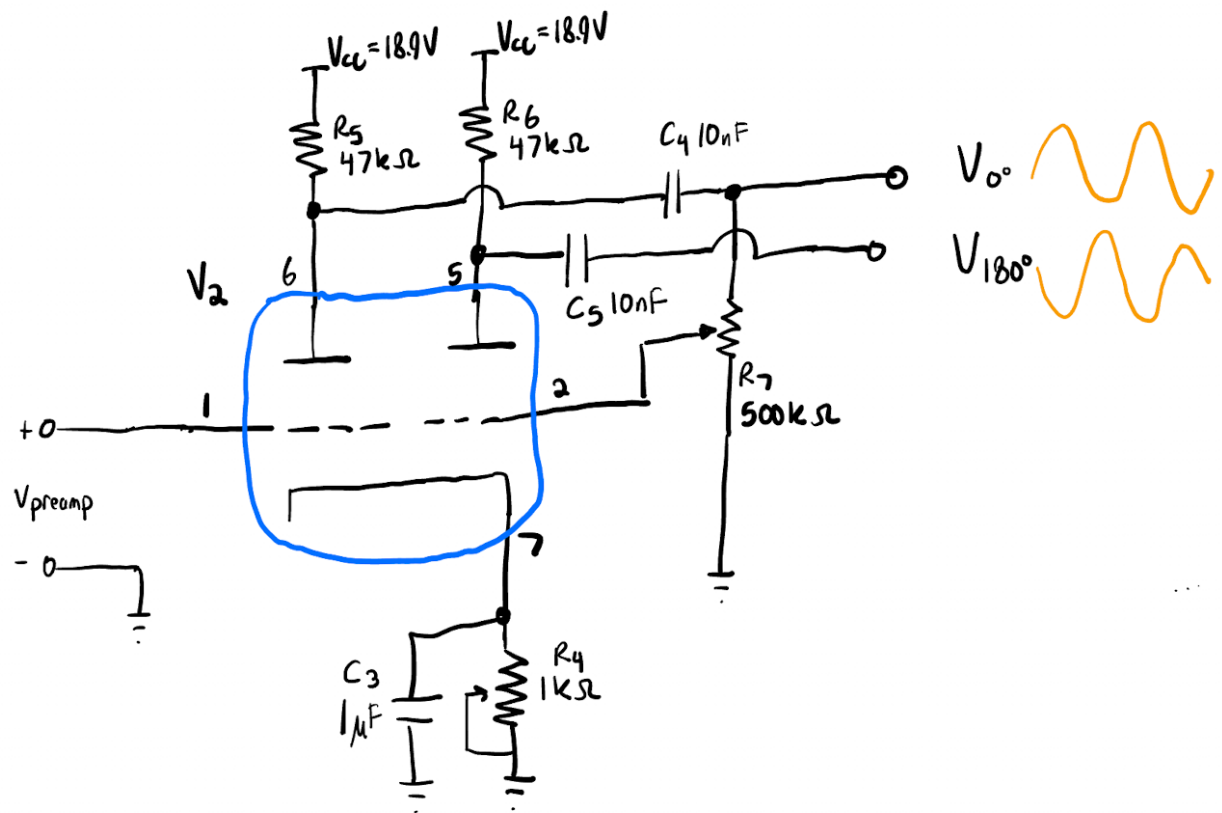 Vcc=18.9V
Vcc=18.9V
R5
47kΩ
R6
47kΩ
C4 10nF
V0°
V180°
C5 10nF
V2
6
5
1
2
+
Vpreamp
-
R7
500kΩ
7
C3
1μF
R4
1kΩ
...